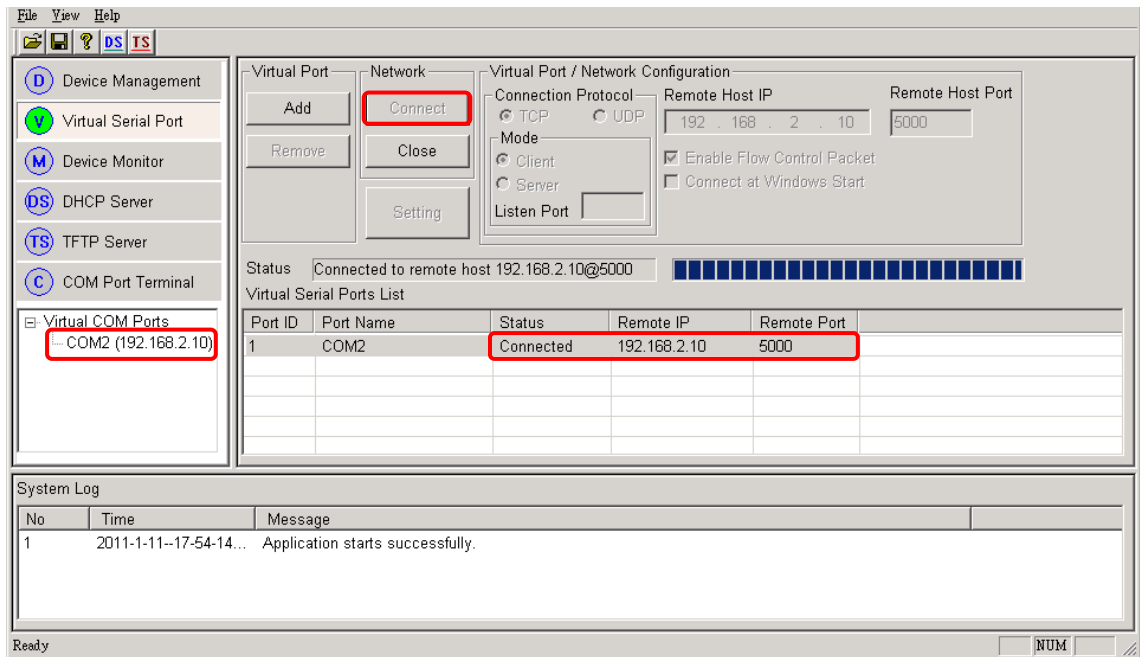 File View Help
DS TS
D Device Management
V Virtual Serial Port
M Device Monitor
DS DHCP Server
TS TFTP Server
C COM Port Terminal
Virtual COM Ports
COM2 (192.168.2.10)
Virtual Port
Add
Remove
Network
Connect
Close
Setting
Virtual Port / Network Configuration
Connection Protocol
TCP UDP
Mode
Client
Server
Listen Port
Remote Host IP
192 . 168 . 2 . 10
Remote Host Port
5000
Enable Flow Control Packet
Connect at Windows Start
Status Connected to remote host 192.168.2.10@5000
Virtual Serial Ports List
Port ID Port Name Status Remote IP Remote Port
1 COM2 Connected 192.168.2.10 5000
System Log
No Time Message
1 2011-1-11--17-54-14... Application starts successfully.
Ready NUM